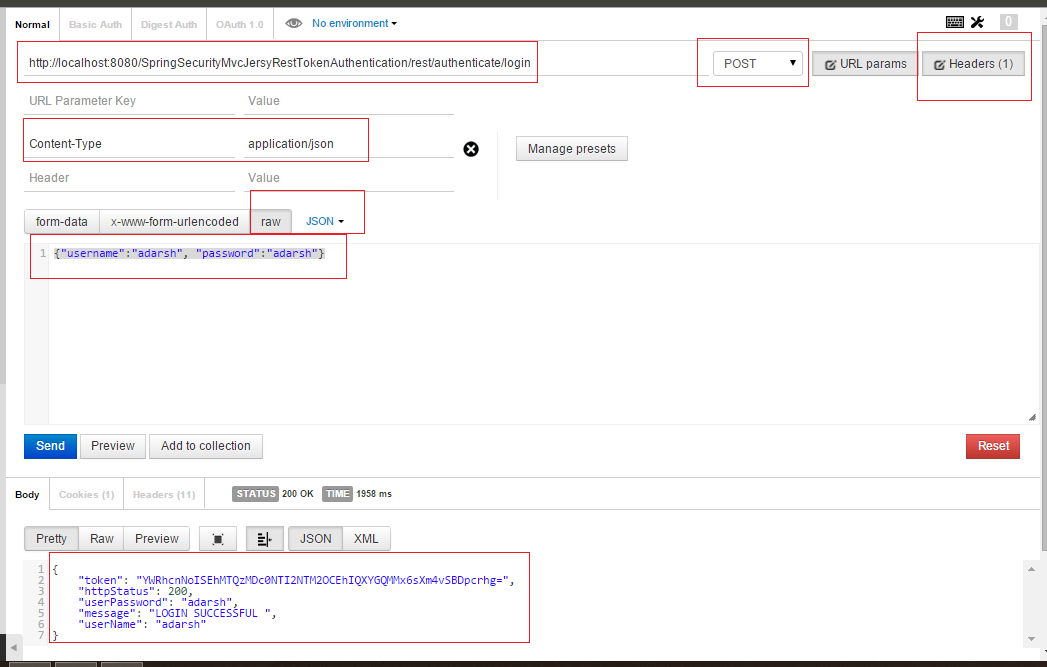 Normal Basic Auth Digest Auth OAuth 1.0 No environment 0
http://localhost:8080/SpringSecurityMvcJersyRestTokenAuthentication/rest/authenticate/login POST URL params Headers (1)
URL Parameter Key Value
Content-Type application/json Manage presets
Header Value
form-data x-www-form-urlencoded raw JSON
1 {"username":"adarsh", "password":"adarsh"}
Send Preview Add to collection Reset
Body Cookies (1) Headers (11) STATUS 200 OK TIME 1958 ms
Pretty Raw Preview JSON XML
1 {
2 "token": "YWRhcnNoISEhMTQzMDc0NTI2NTM2OCEhIQXYGQMMx6sXm4vSBDpcrhg=",
3 "httpStatus": 200,
4 "userPassword": "adarsh",
5 "message": "LOGIN SUCCESSFUL ",
6 "userName": "adarsh"
7 }